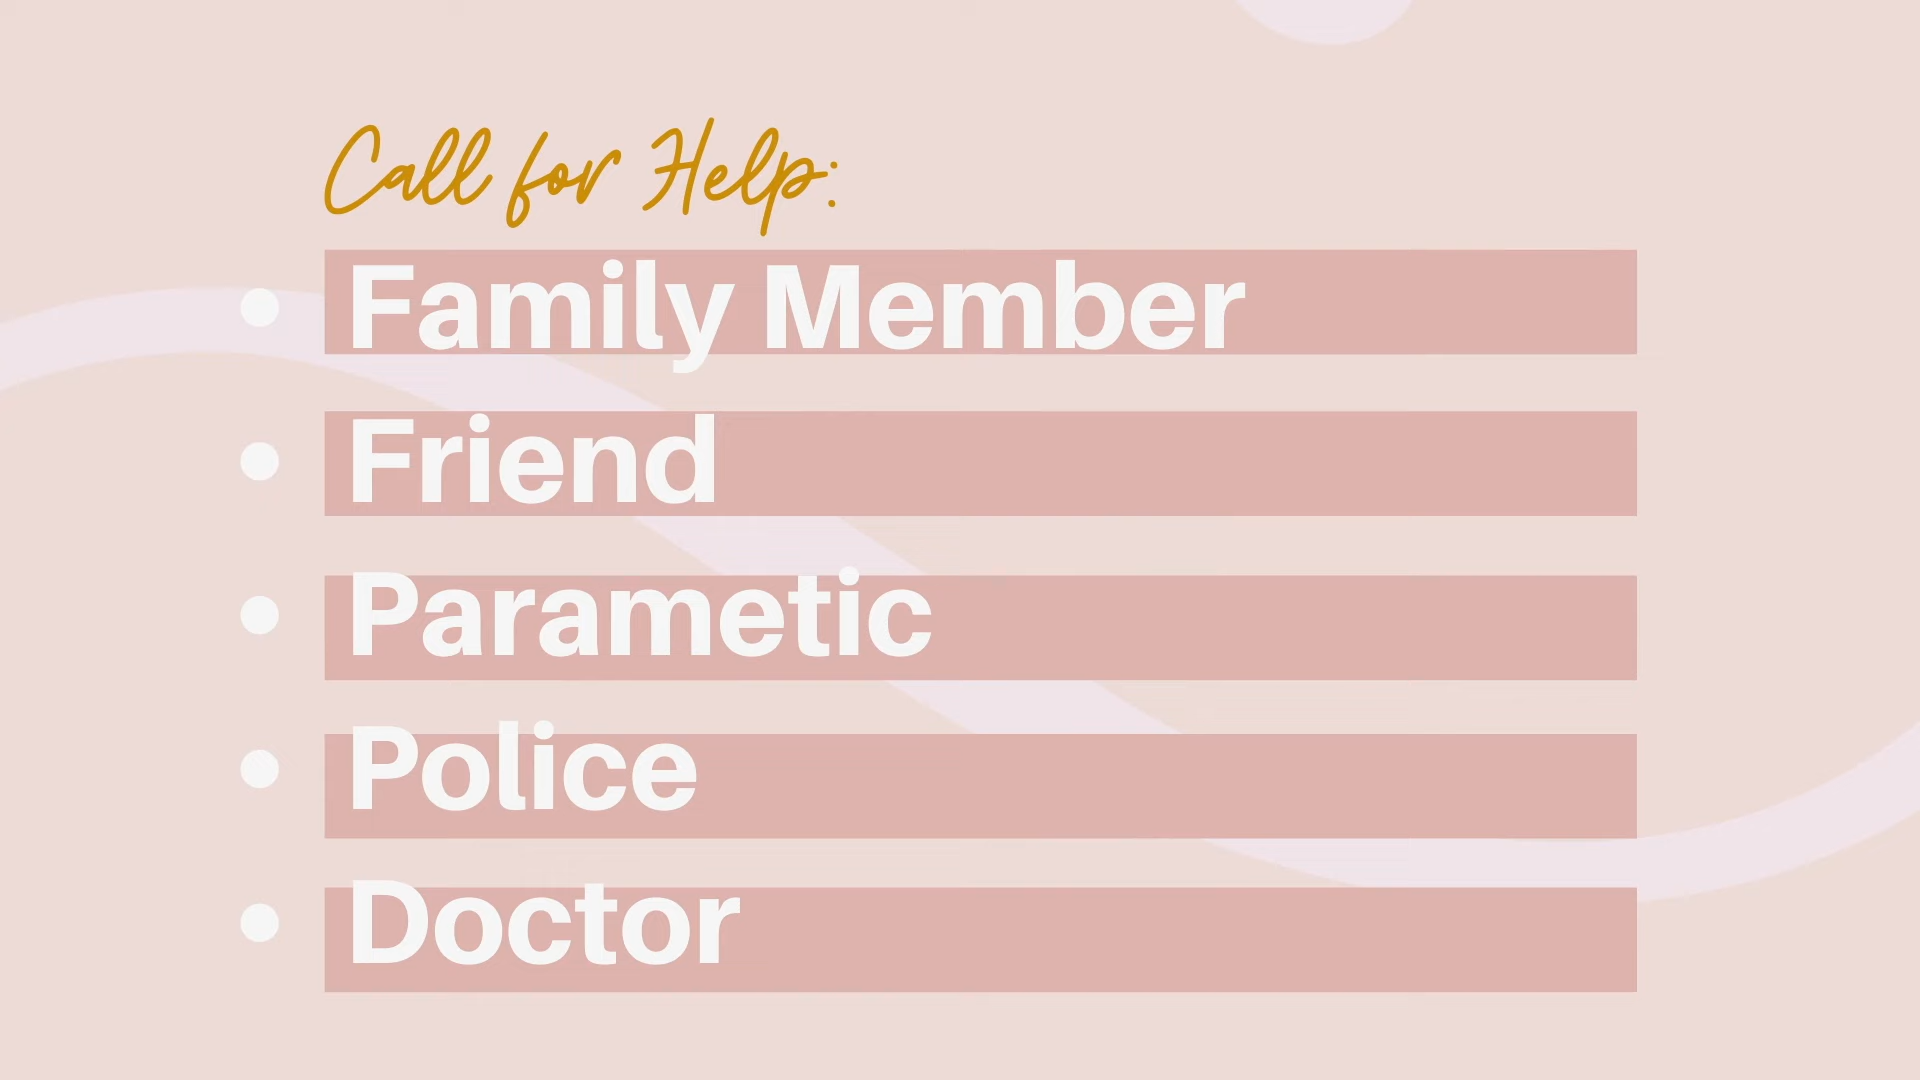 Call for Help:
• Family Member
• Friend
• Parametic
• Police
• Doctor